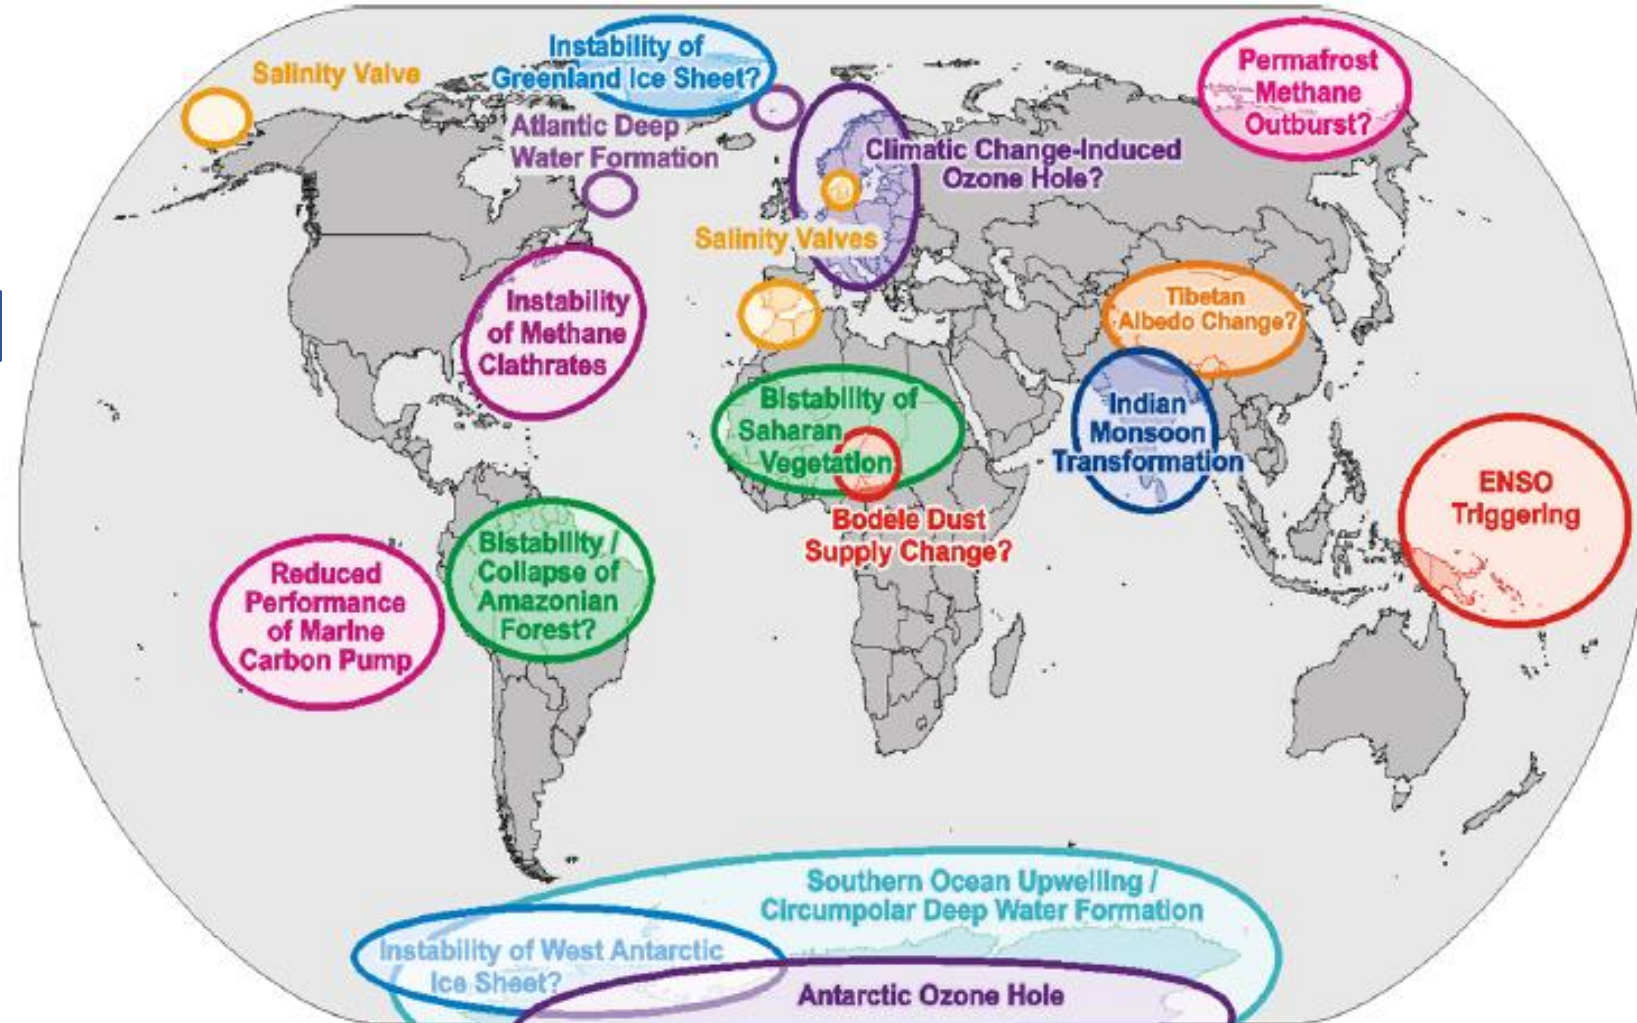 Instability of
Greenland Ice Sheet?
Salinity Valve
Permafrost
Methane
Outburst?
Atlantic Deep
Water Formation
Climatic Change-Induced
Ozone Hole?
Salinity Valves
Instability
of Methane
Clathrates
Tibetan
Albedo Change?
Bistability of
Saharan
Vegetation
Indian
Monsoon
Transformation
ENSO
Triggering
Bodele Dust
Supply Change?
Bistability /
Collapse of
Amazonian
Forest?
Reduced
Performance
of Marine
Carbon Pump
Southern Ocean Upwelling /
Circumpolar Deep Water Formation
Instability of West Antarctic
Ice Sheet?
Antarctic Ozone Hole